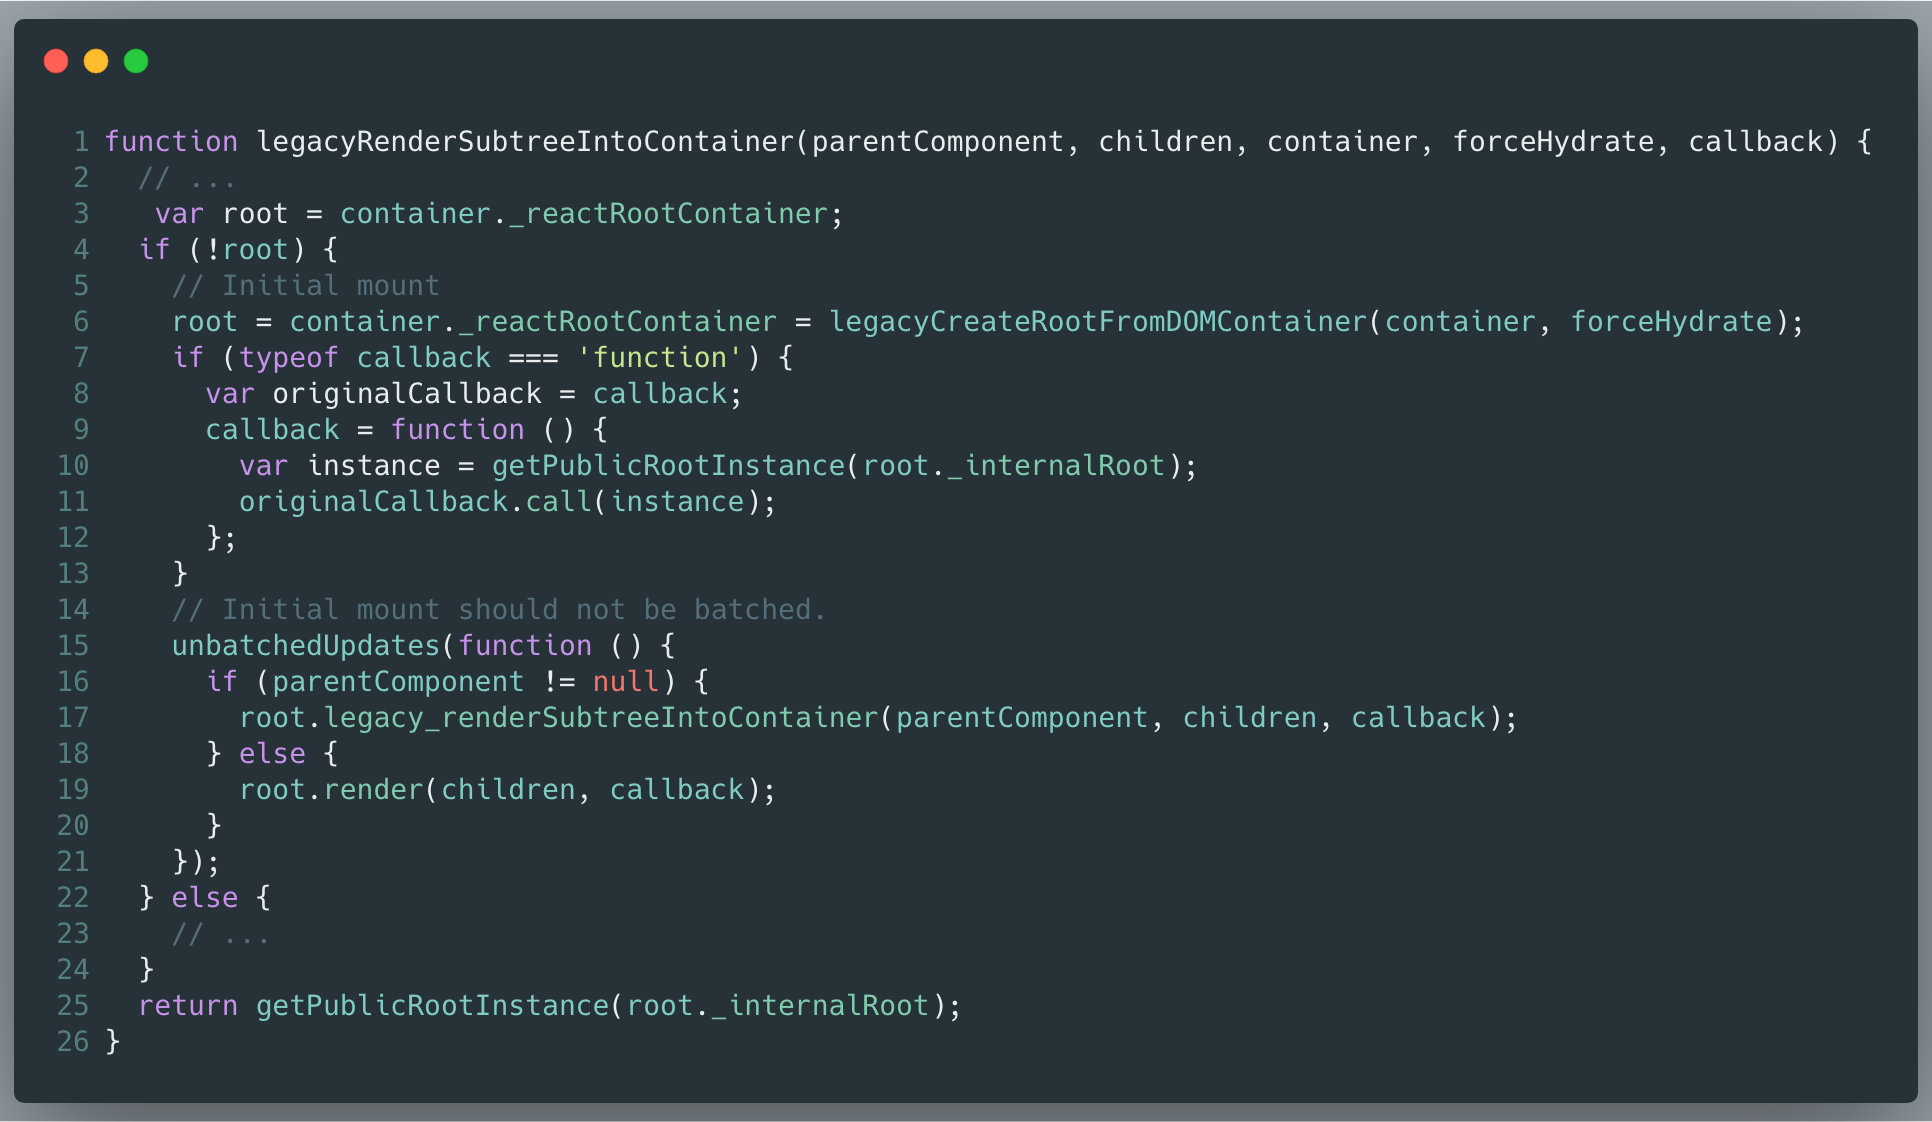 1 function legacyRenderSubtreeIntoContainer(parentComponent, children, container, forceHydrate, callback) {
2   // ...
3    var root = container._reactRootContainer;
4   if (!root) {
5     // Initial mount
6     root = container._reactRootContainer = legacyCreateRootFromDOMContainer(container, forceHydrate);
7     if (typeof callback === 'function') {
8       var originalCallback = callback;
9       callback = function () {
10         var instance = getPublicRootInstance(root._internalRoot);
11         originalCallback.call(instance);
12       };
13     }
14     // Initial mount should not be batched.
15     unbatchedUpdates(function () {
16       if (parentComponent != null) {
17         root.legacy_renderSubtreeIntoContainer(parentComponent, children, callback);
18       } else {
19         root.render(children, callback);
20       }
21     });
22   } else {
23     // ...
24   }
25   return getPublicRootInstance(root._internalRoot);
26 }